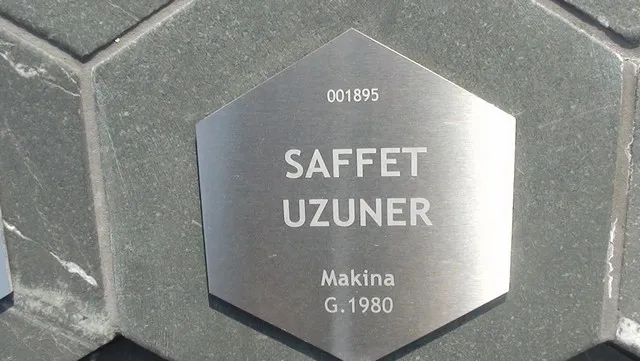 001895
SAFFET
UZUNER
Makina
G.1980